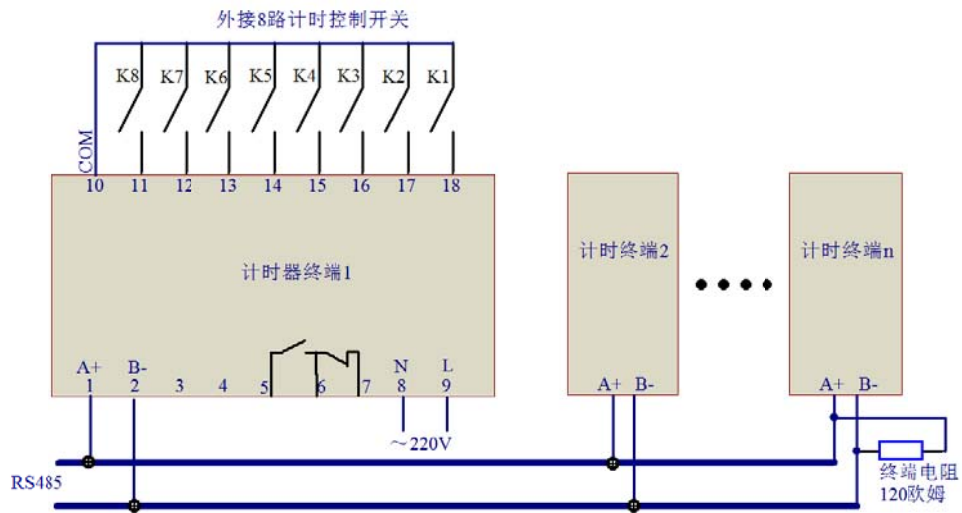 外接8路计时控制开关
K8 K7 K6 K5 K4 K3 K2 K1
COM
10 11 12 13 14 15 16 17 18
计时器终端1
计时终端2
计时终端n
A+ B- N L
1 2 3 4 5 6 7 8 9
A+ B-
A+ B-
～220V
RS485
终端电阻
120欧姆